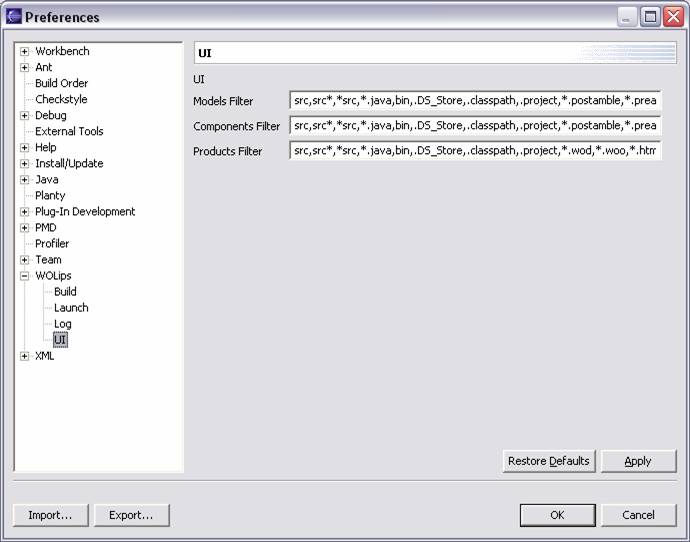 Preferences
Workbench
Ant
Build Order
Checkstyle
Debug
External Tools
Help
Install/Update
Java
Planty
Plug-In Development
PMD
Profiler
Team
WOLips
Build
Launch
Log
UI
XML
UI
UI
Models Filter src,src*,*src,*.java,bin,.DS_Store,.classpath,.project,*.postamble,*.prea
Components Filter src,src*,*src,*.java,bin,.DS_Store,.classpath,.project,*.postamble,*.prea
Products Filter src,src*,*src,*.java,bin,.DS_Store,.classpath,.project,*.wod,*.woo,*.htm
Restore Defaults Apply
Import... Export... OK Cancel